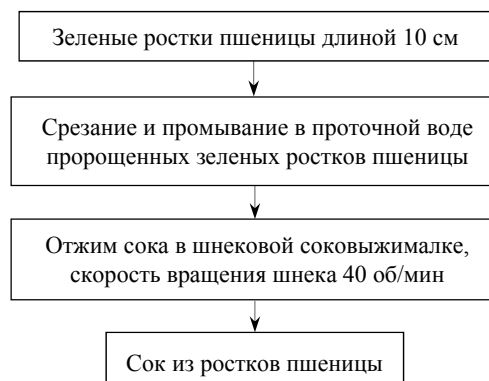 Зеленые ростки пшеницы длиной 10 см
Срезание и промывание в проточной воде
пророщенных зеленых ростков пшеницы
Отжим сока в шнековой соковыжималке,
скорость вращения шнека 40 об/мин
Сок из ростков пшеницы